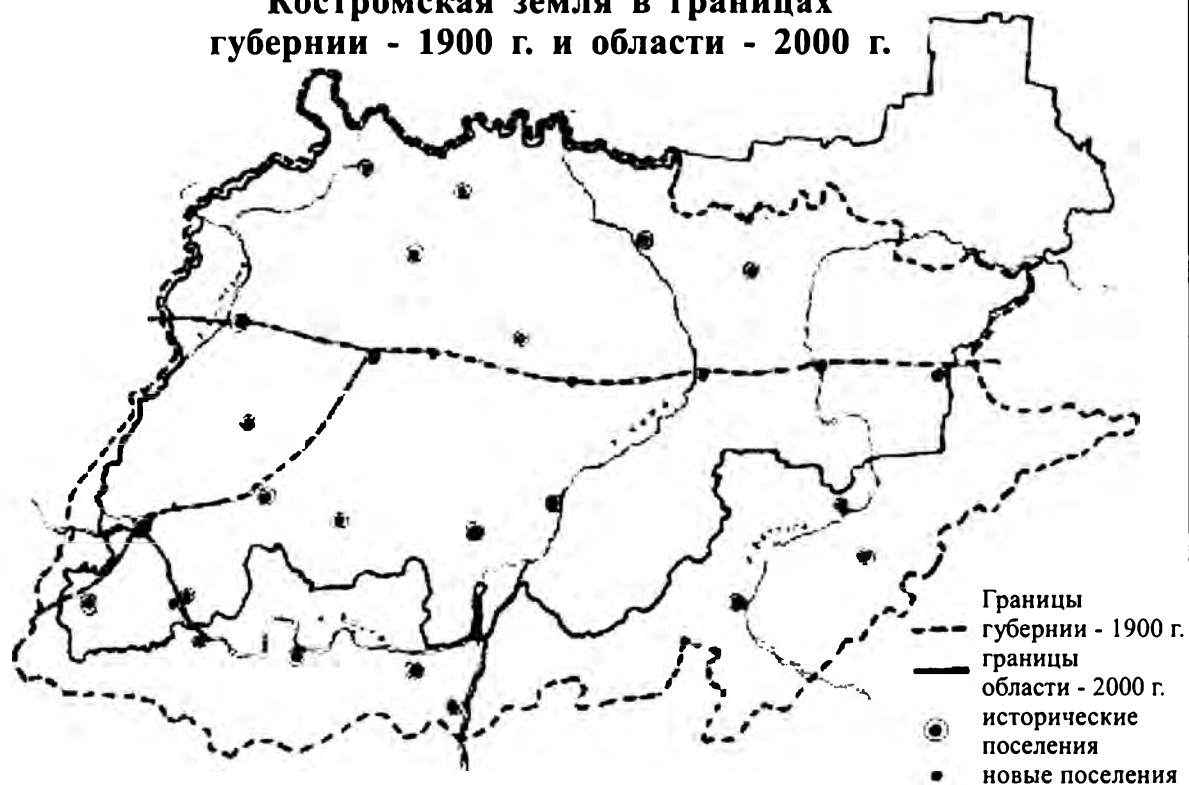 Костромская земля в границах
губернии - 1900 г. и области - 2000 г.
Границы
губернии - 1900 г.
границы
области - 2000 г.
исторические
поселения
новые поселения